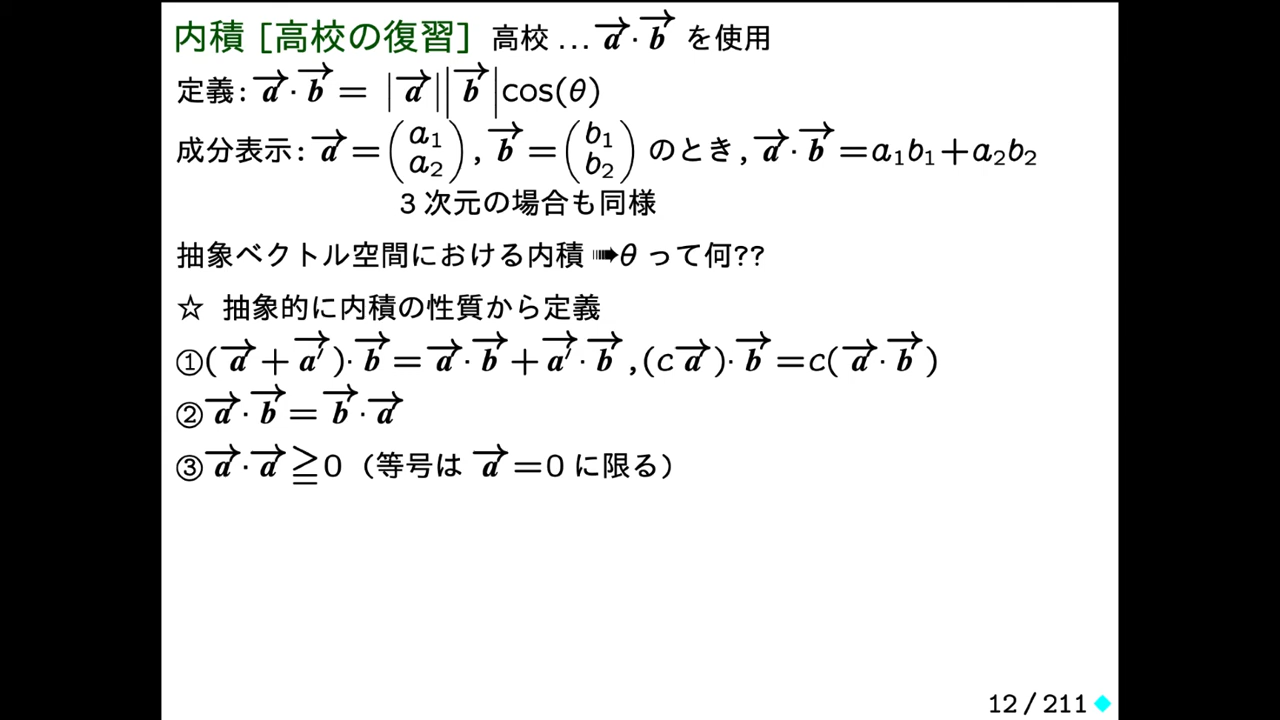 内積 [高校の復習] 高校…a⃗·b⃗ を使用
定義: a⃗·b⃗ = |a⃗||b⃗|cos(θ)
成分表示: a⃗=(a₁ a₂), b⃗=(b₁ b₂) のとき, a⃗·b⃗=a₁b₁+a₂b₂
3 次元の場合も同様
抽象ベクトル空間における内積 ➠θ って何??
☆ 抽象的に内積の性質から定義
①(a⃗+a⃗′)·b⃗=a⃗·b⃗+a⃗′·b⃗ ,(ca⃗)·b⃗=c(a⃗·b⃗)
②a⃗·b⃗=b⃗·a⃗
③a⃗·a⃗≧0 (等号は a⃗=0 に限る)
12 / 211